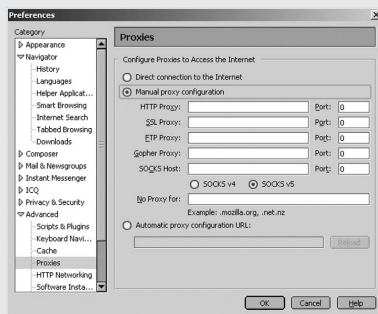 Preferences
Category
Appearance
Navigator
History
Languages
Helper Applicat...
Smart Browsing
Internet Search
Tabbed Browsing
Downloads
Composer
Mail & Newsgroups
Instant Messenger
ICQ
Privacy & Security
Advanced
Scripts & Plugins
Keyboard Navi...
Cache
Proxies
HTTP Networking
Software Insta...
Proxies
Configure Proxies to Access the Internet
Direct connection to the Internet
Manual proxy configuration
HTTP Proxy: Port: 0
SSL Proxy: Port: 0
FTP Proxy: Port: 0
Gopher Proxy: Port: 0
SOCKS Host: Port: 0
SOCKS v4 SOCKS v5
No Proxy for:
Example: .mozilla.org, .net.nz
Automatic proxy configuration URL:
Reload
OK Cancel Help